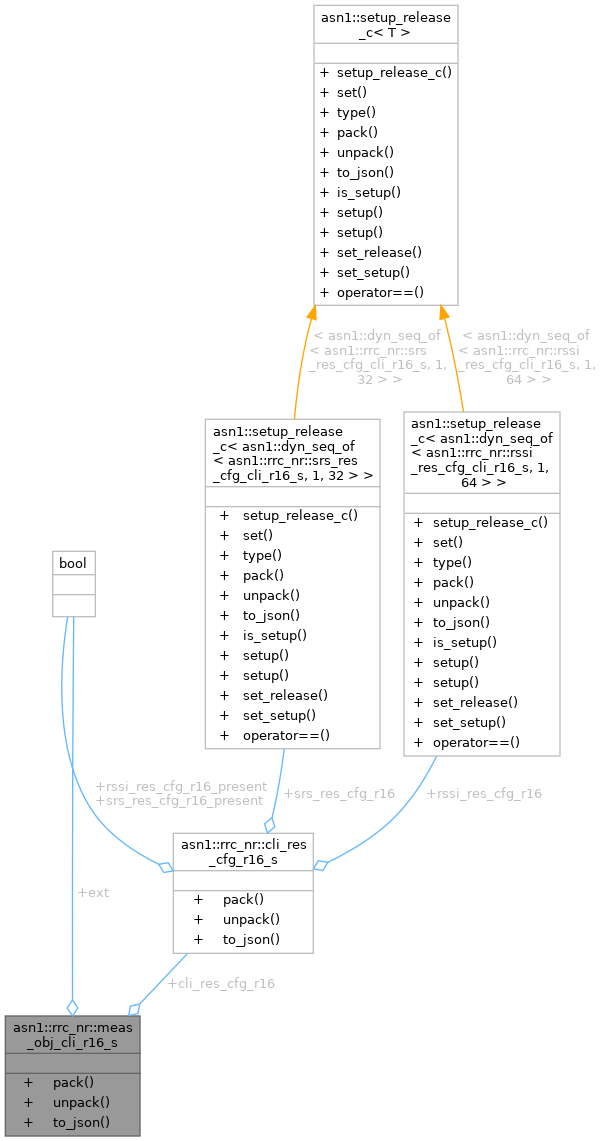 asn1::setup_release
_c< T >
+ setup_release_c()
+ set()
+ type()
+ pack()
+ unpack()
+ to_json()
+ is_setup()
+ setup()
+ setup()
+ set_release()
+ set_setup()
+ operator==()
< asn1::dyn_seq_of
< asn1::rrc_nr::srs
_res_cfg_cli_r16_s, 1,
32 > >
< asn1::dyn_seq_of
< asn1::rrc_nr::rssi
_res_cfg_cli_r16_s, 1,
64 > >
asn1::setup_release
_c< asn1::dyn_seq_of
< asn1::rrc_nr::srs_res
_cfg_cli_r16_s, 1, 32 > >
+ setup_release_c()
+ set()
+ type()
+ pack()
+ unpack()
+ to_json()
+ is_setup()
+ setup()
+ setup()
+ set_release()
+ set_setup()
+ operator==()
asn1::setup_release
_c< asn1::dyn_seq_of
< asn1::rrc_nr::rssi
_res_cfg_cli_r16_s, 1,
64 > >
+ setup_release_c()
+ set()
+ type()
+ pack()
+ unpack()
+ to_json()
+ is_setup()
+ setup()
+ setup()
+ set_release()
+ set_setup()
+ operator==()
bool
+rssi_res_cfg_r16_present
+srs_res_cfg_r16_present
+srs_res_cfg_r16
+rssi_res_cfg_r16
asn1::rrc_nr::cli_res
_cfg_r16_s
+ pack()
+ unpack()
+ to_json()
+ext
+cli_res_cfg_r16
asn1::rrc_nr::meas
_obj_cli_r16_s
+ pack()
+ unpack()
+ to_json()